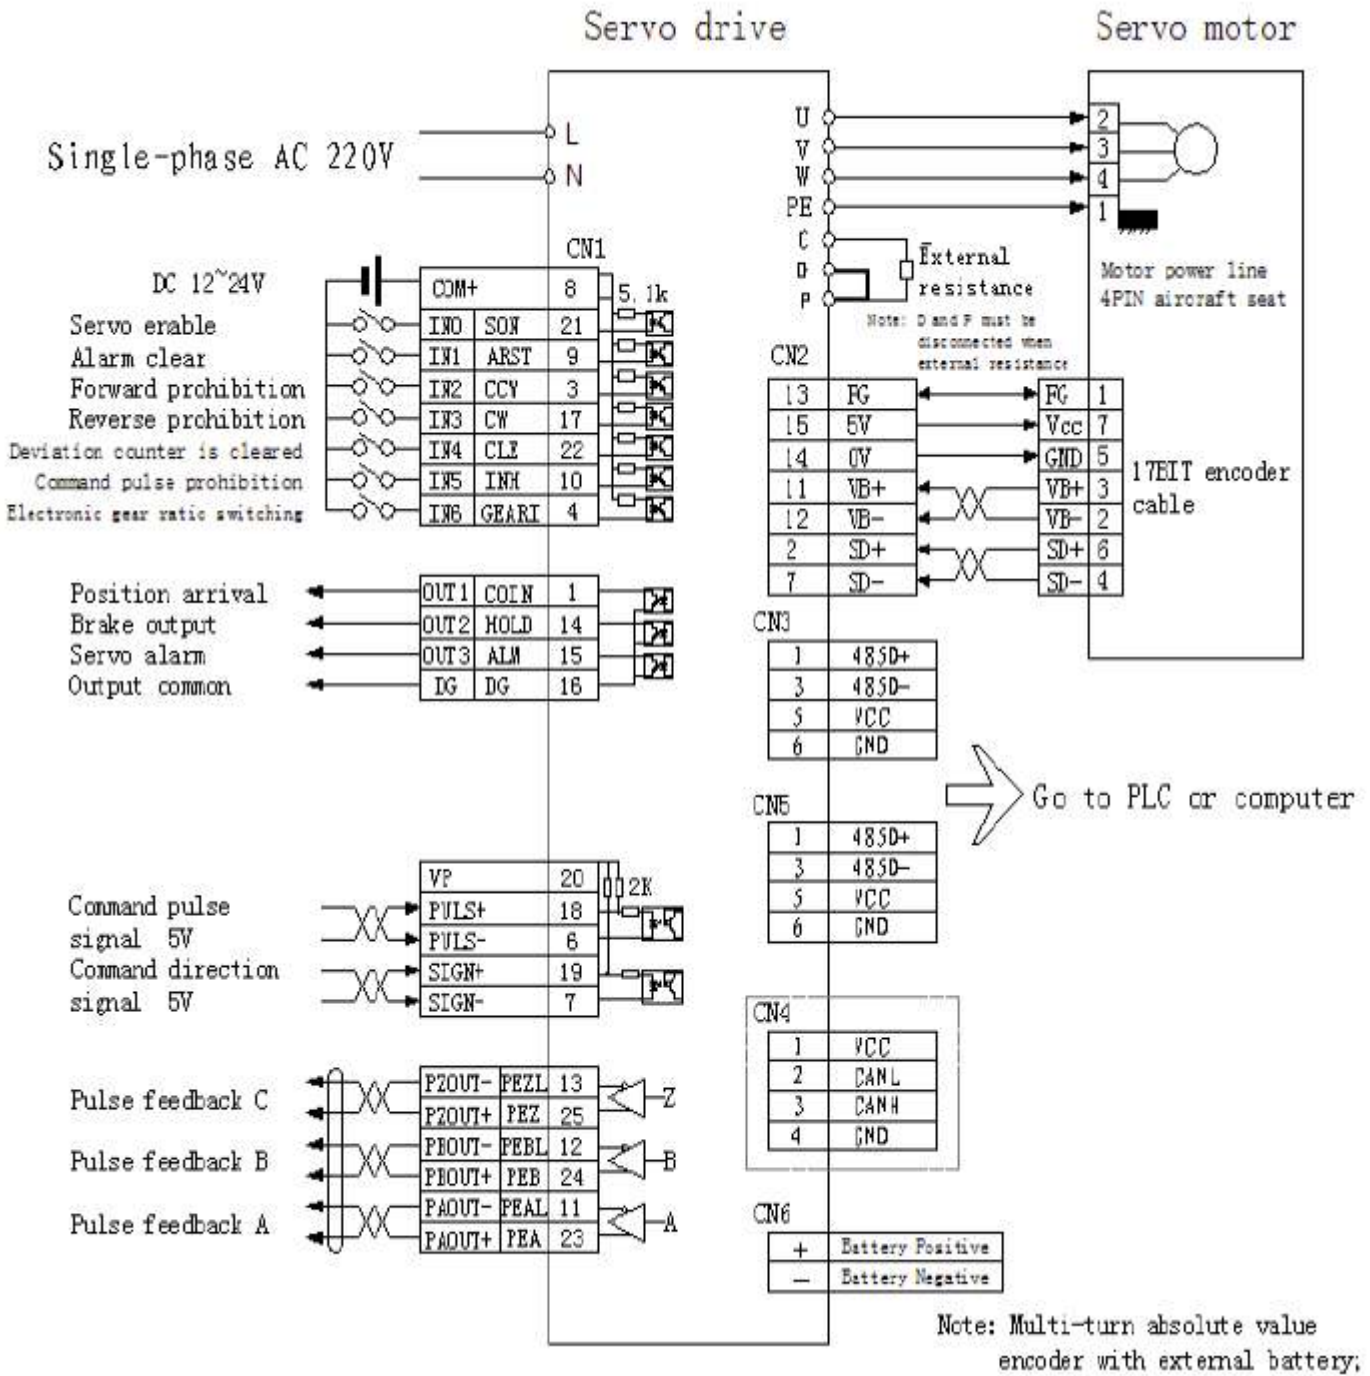 Servo drive
Servo motor
Single-phase AC 220V
L
N
U
V
W
PE
C
D
P
2
3
4
1
External
resistance
Note: D and P must be
disconnected when
external resistance
Motor power line
4PIN aircraft seat
CN1
DC 12~24V
COM+ 8
5.1k
Servo enable IN0 SON 21
Alarm clear IN1 ARST 9
Forward prohibition IN2 CCW 3
Reverse prohibition IN3 CW 17
Deviation counter is cleared IN4 CLE 22
Command pulse prohibition IN5 INH 10
Electronic gear ratio switching IN6 GEAR1 4
CN2
13 FG FG 1
15 5V Vcc 7
14 0V GND 5
11 VB+ VB+ 3
12 VB- VB- 2
2 SD+ SD+ 6
7 SD- SD- 4
17BIT encoder
cable
Position arrival OUT1 COIN 1
Brake output OUT2 HOLD 14
Servo alarm OUT3 ALM 15
Output common DG DG 16
CN3
1 485D+
3 485D-
5 VCC
6 GND
Go to PLC or computer
CN5
1 485D+
3 485D-
5 VCC
6 GND
VP 20
2K
Command pulse
signal 5V
PULS+ 18
PULS- 6
Command direction
signal 5V
SIGN+ 19
SIGN- 7
CN4
1 VCC
2 CANL
3 CANH
4 GND
Pulse feedback C
PZOUT- PEZL 13
PZOUT+ PEZ 25
Z
Pulse feedback B
PBOUT- PEBL 12
PBOUT+ PEB 24
B
Pulse feedback A
PAOUT- PEAL 11
PAOUT+ PEA 23
A
CN6
+ Battery Positive
- Battery Negative
Note: Multi-turn absolute value
encoder with external battery;